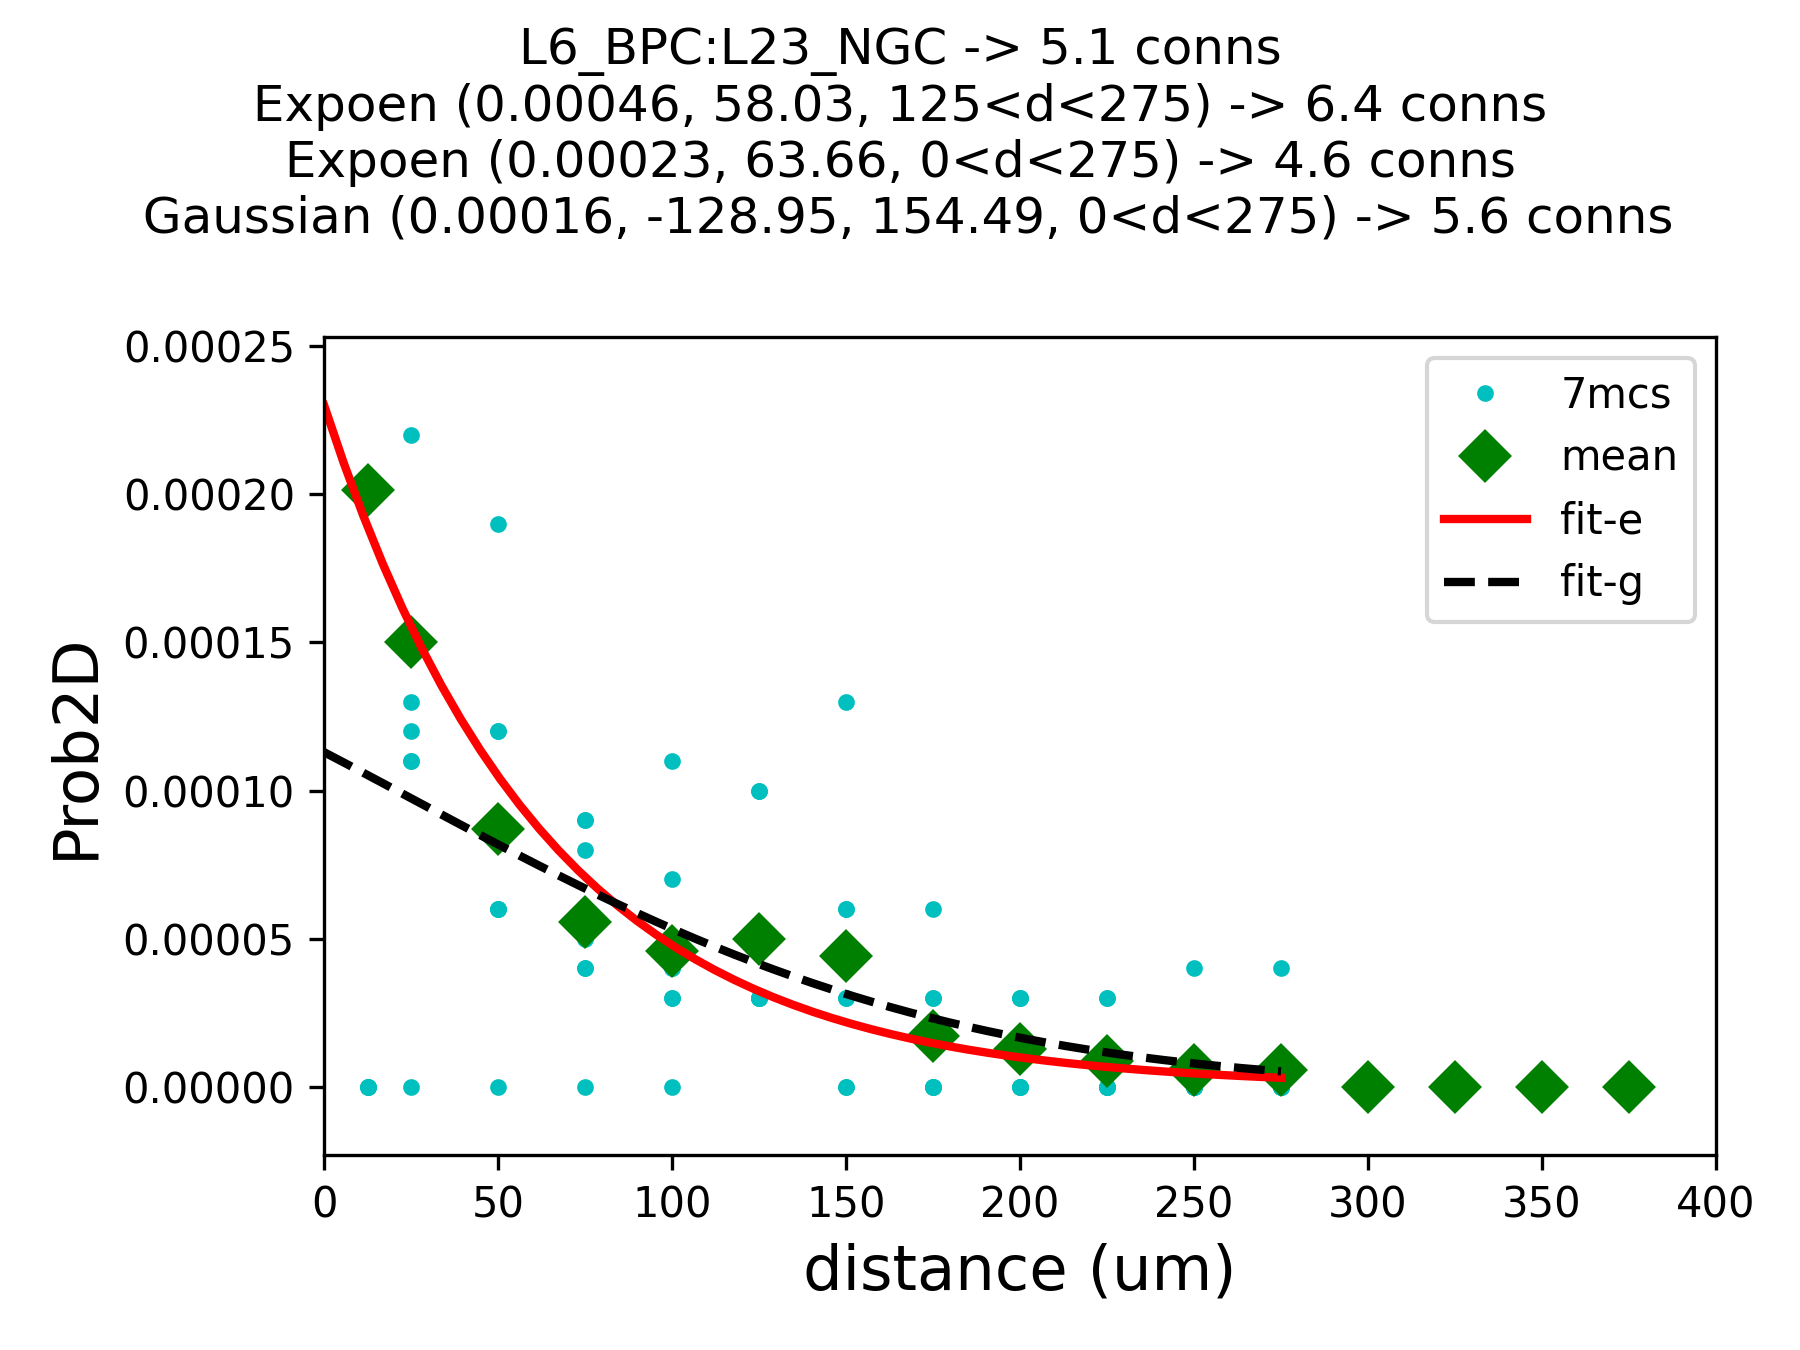 L6_BPC:L23_NGC -> 5.1 conns
Expoen (0.00046, 58.03, 125<d<275) -> 6.4 conns
Expoen (0.00023, 63.66, 0<d<275) -> 4.6 conns
Gaussian (0.00016, -128.95, 154.49, 0<d<275) -> 5.6 conns
0.00025
0.00020
0.00015
0.00010
0.00005
0.00000
Prob2D
7mcs
mean
fit-e
fit-g
0 50 100 150 200 250 300 350 400
distance (um)